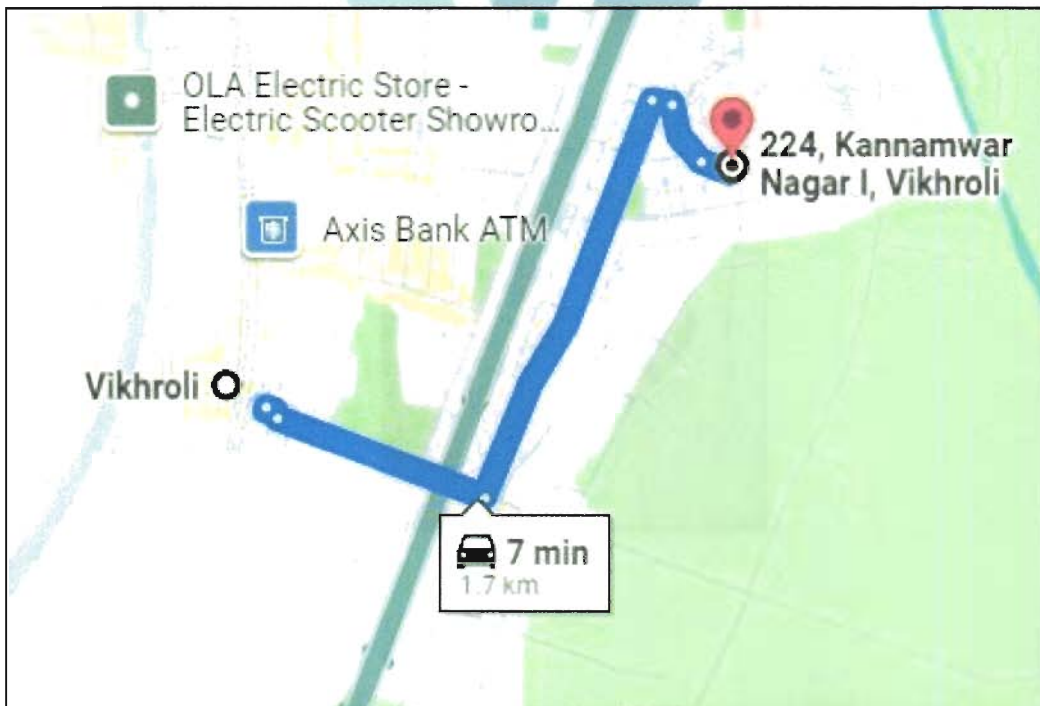 OLA Electric Store -
Electric Scooter Showro...
224, Kannamwar
Nagar I, Vikhroli
Axis Bank ATM
Vikhroli
7 min
1.7 km